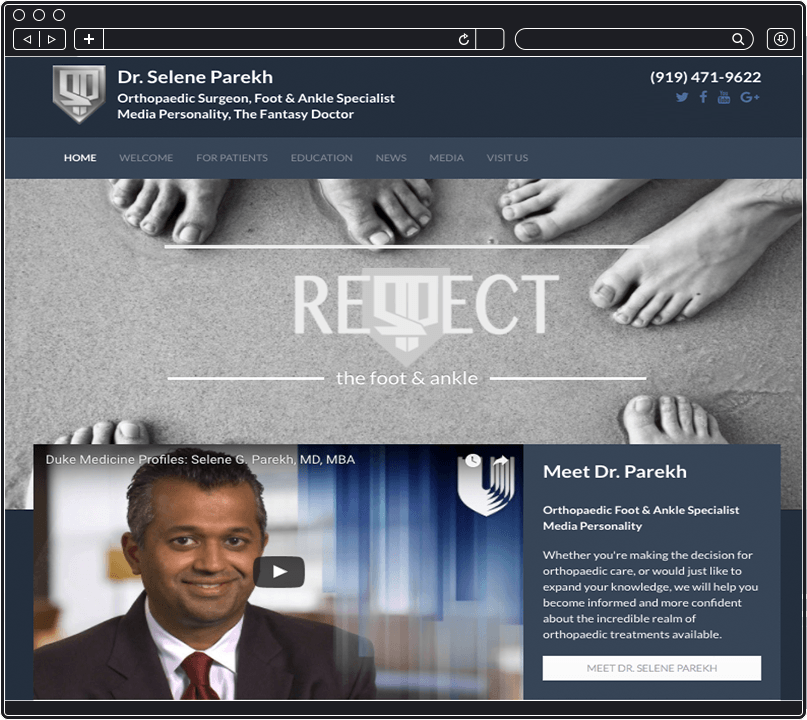 Dr. Selene Parekh
Orthopaedic Surgeon, Foot & Ankle Specialist
Media Personality, The Fantasy Doctor
(919) 471-9622
HOME WELCOME FOR PATIENTS EDUCATION NEWS MEDIA VISIT US
RESPECT
the foot & ankle
Duke Medicine Profiles: Selene G. Parekh, MD, MBA
Meet Dr. Parekh
Orthopaedic Foot & Ankle Specialist
Media Personality
Whether you're making the decision for
orthopaedic care, or would just like to
expand your knowledge, we will help you
become informed and more confident
about the incredible realm of
orthopaedic treatments available.
MEET DR. SELENE PAREKH